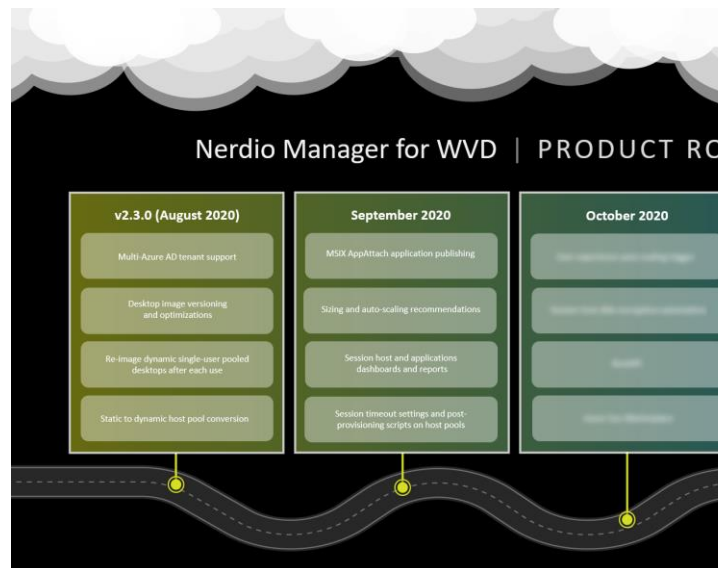 Nerdio Manager for WVD | PRODUCT RO
v2.3.0 (August 2020)
Multi-Azure AD tenant support
Desktop image versioning
and optimizations
Re-image dynamic single-user pooled
desktops after each use
Static to dynamic host pool conversion
September 2020
MSIX AppAttach application publishing
Sizing and auto-scaling recommendations
Session host and applications
dashboards and reports
Session timeout settings and post-
provisioning scripts on host pools
October 2020